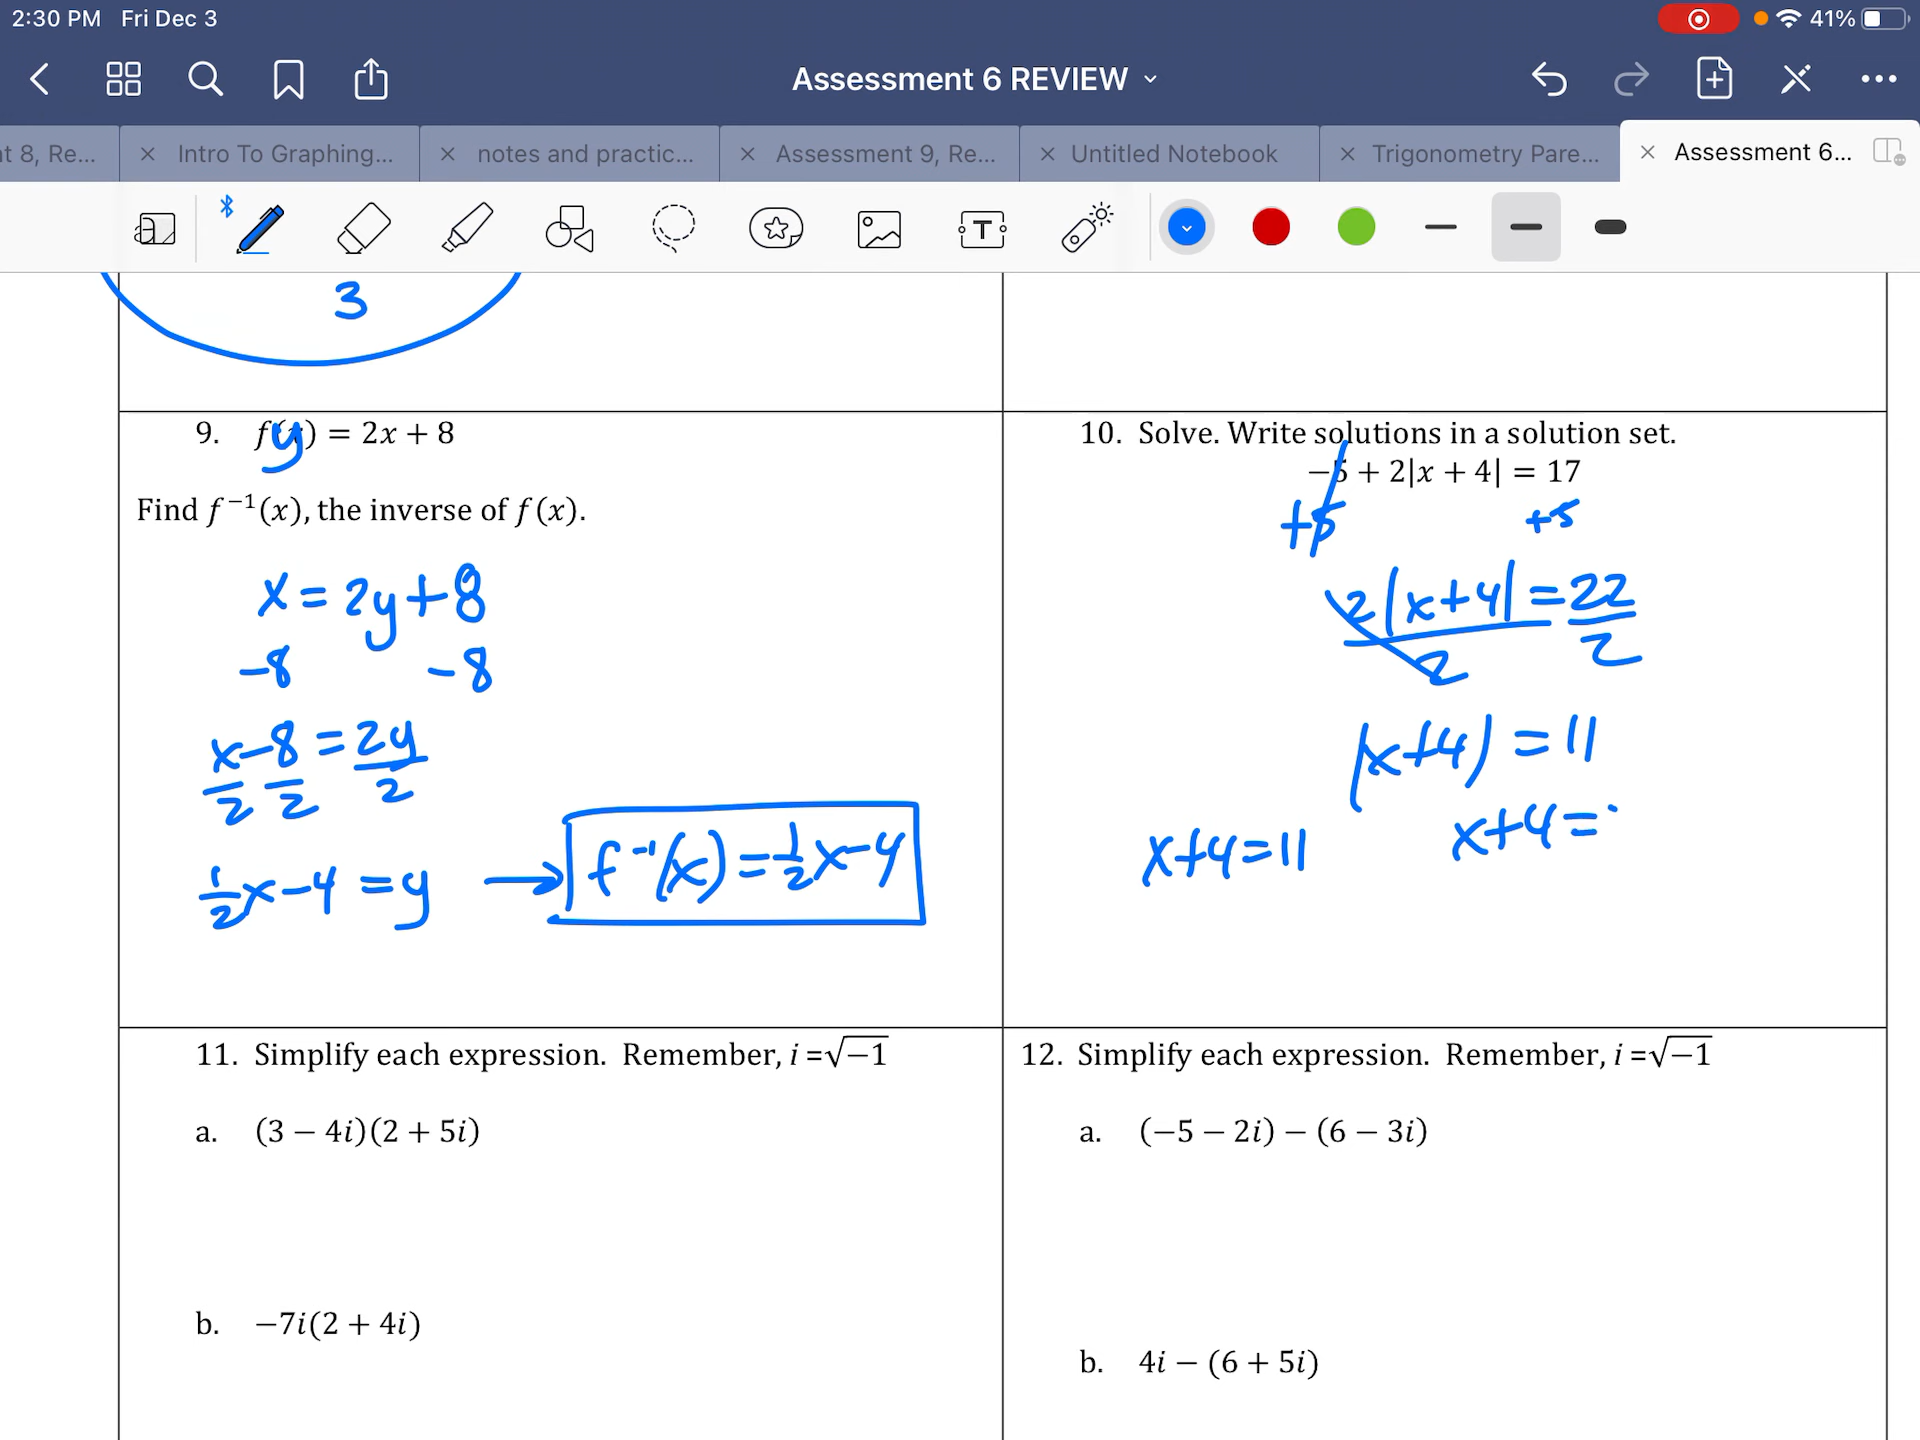 2:30 PM Fri Dec 3
41%
Assessment 6 REVIEW
t 8, Re...
Intro To Graphing...
notes and practic...
Assessment 9, Re...
Untitled Notebook
Trigonometry Pare...
Assessment 6...
3
9. f(x) = 2x + 8
y
Find f⁻¹(x), the inverse of f(x).
x = 2y + 8
-8 -8
x/2 - 8/2 = 2y/2
1/2x - 4 = y → f⁻¹(x) = 1/2x - 4
10. Solve. Write solutions in a solution set.
−5 + 2|x + 4| = 17
+5 +5
2|x+4|/2 = 22/2
|x+4| = 11
x+4=11 x+4=
11. Simplify each expression. Remember, i =√−1
a. (3 − 4i)(2 + 5i)
b. −7i(2 + 4i)
12. Simplify each expression. Remember, i =√−1
a. (−5 − 2i) − (6 − 3i)
b. 4i − (6 + 5i)